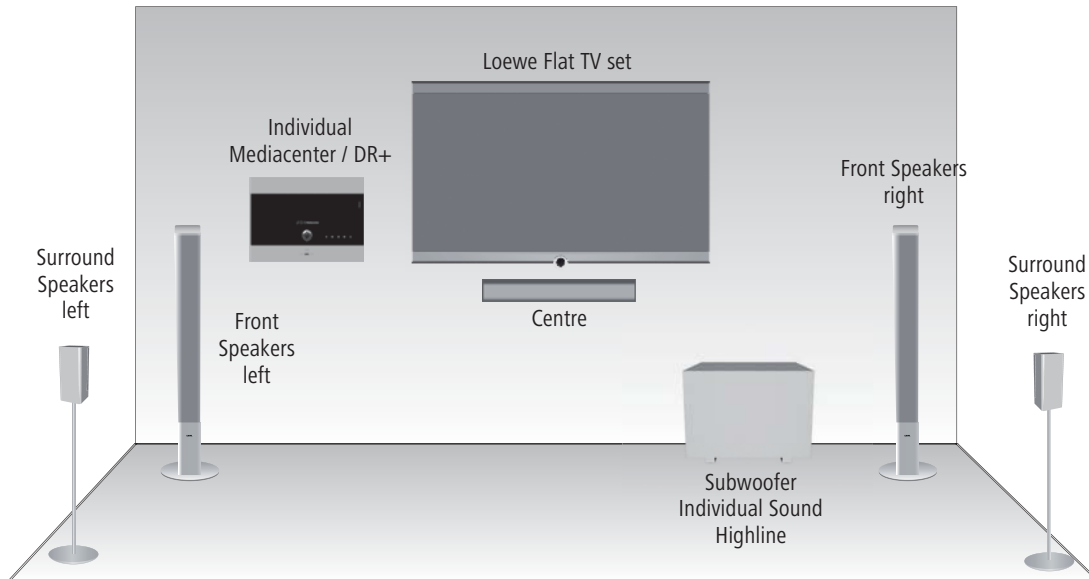 Loewe Flat TV set
Individual
Mediacenter / DR+
Front Speakers
right
Surround
Speakers
left
Surround
Speakers
right
Front
Speakers
left
Centre
Subwoofer
Individual Sound
Highline